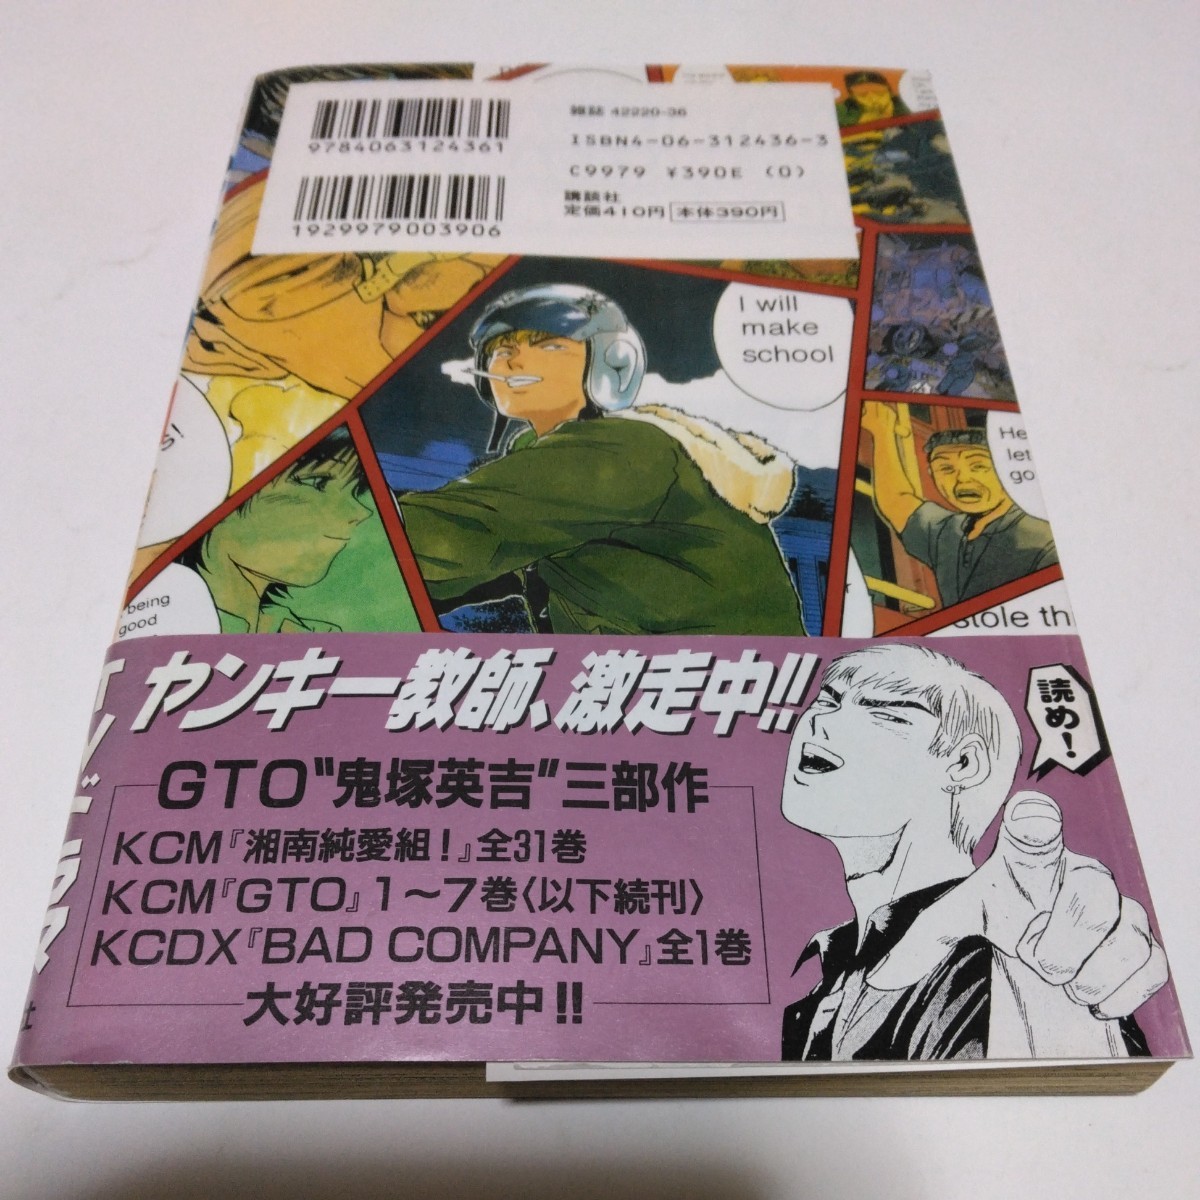 雑誌 42220-36
ISBN4-06-312436-3
C9979 ¥390E (0)
講談社
定価410円 本体390円
9784063124361
1929979003906
I will
make
school
He
let
go
being
good
stole th
ヤンキー教師、激走中!!
読め!
GTO“鬼塚英吉”三部作
KCM『湘南純愛組!』全31巻
KCM『GTO』1〜7巻〈以下続刊〉
KCDX『BAD COMPANY』全1巻
大好評発売中!!